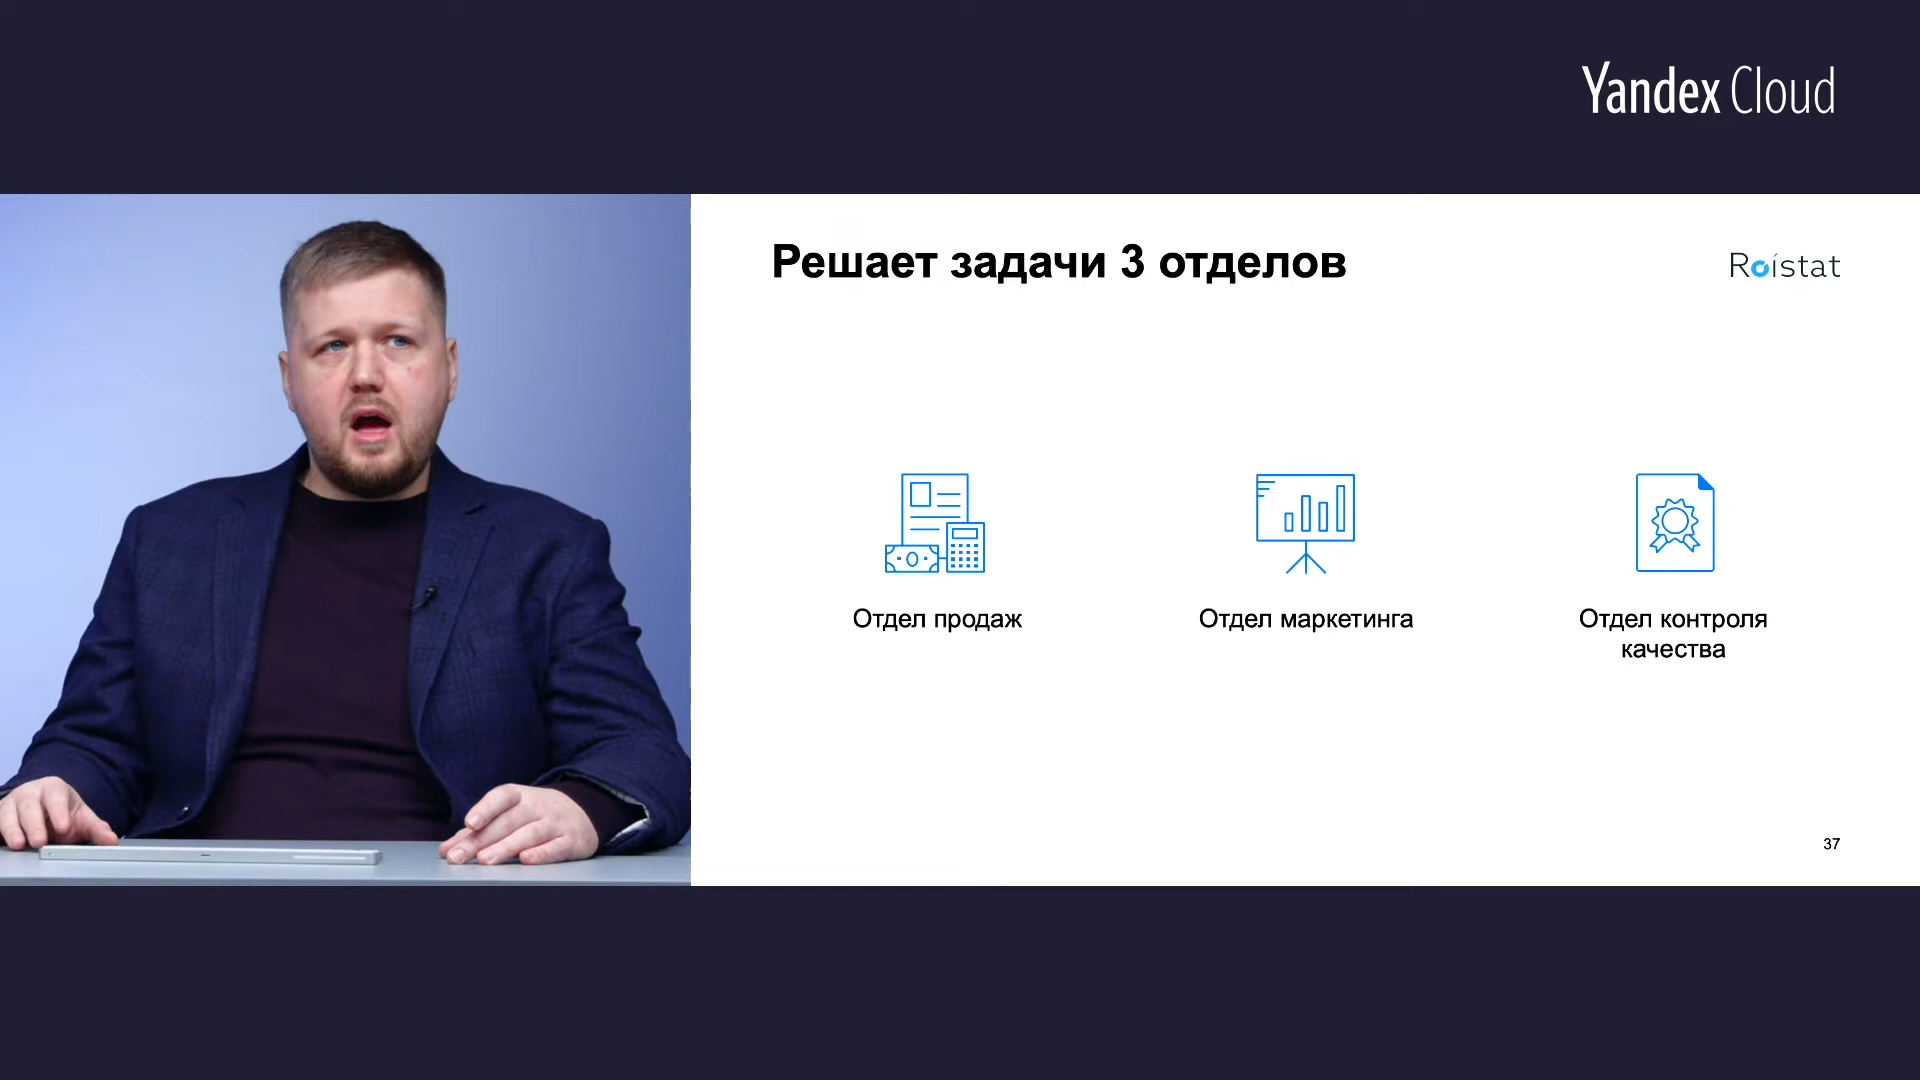 Yandex Cloud
Решает задачи 3 отделов
Roistat
Отдел продаж
Отдел маркетинга
Отдел контроля
качества
37